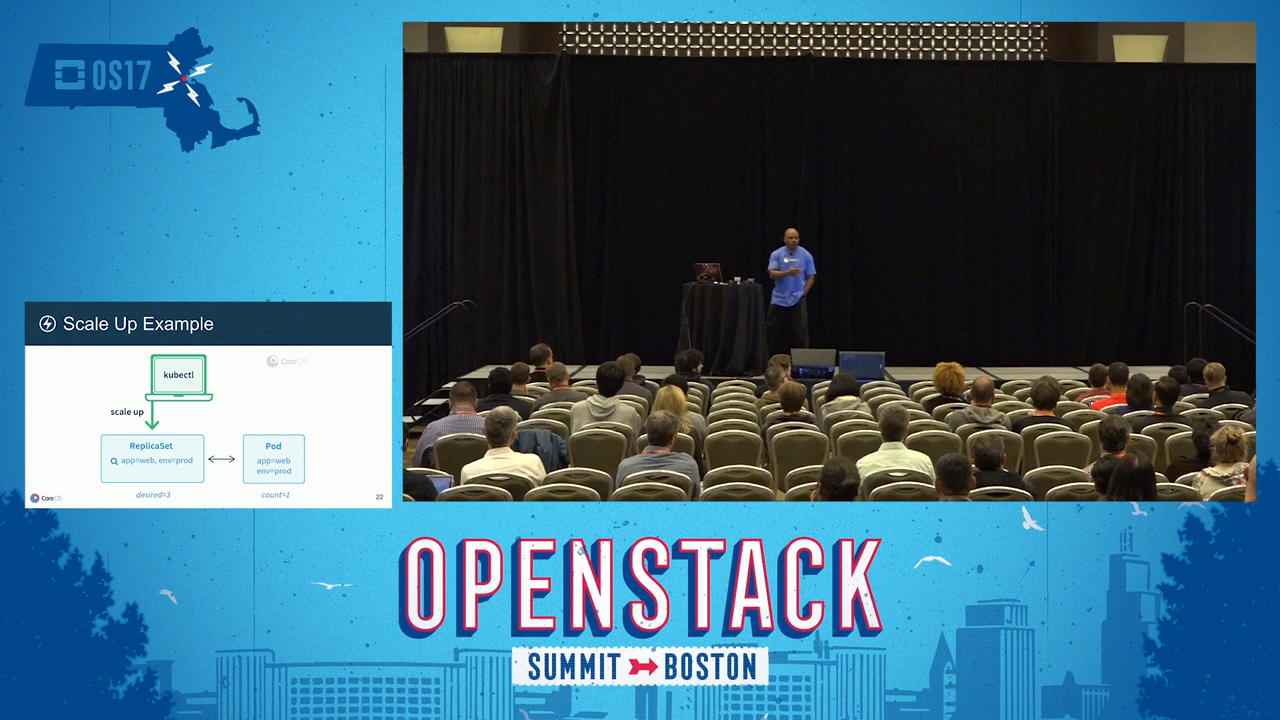 OS17
Scale Up Example
CoreOS
kubectl
scale up
ReplicaSet
app=web, env=prod
Pod
app=web
env=prod
desired=3
count=1
CoreOS
22
OPENSTACK
SUMMIT BOSTON